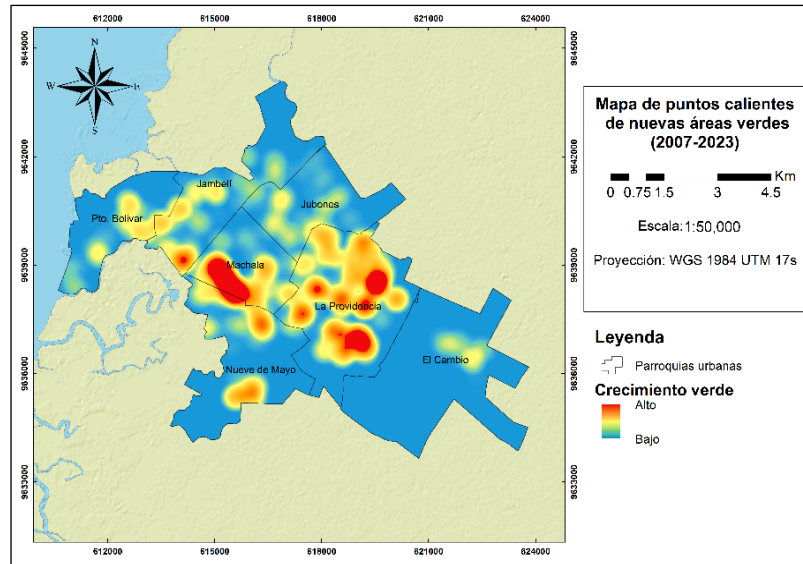 612000 615000 618000 621000 624000
9645000
9642000
9639000
9636000
9633000
N
W E
S
Jambelí
Jubones
Pto. Bolivar
Machala
La Providencia
El Cambio
Nueve de Mayo
9645000
9642000
9639000
9636000
9633000
612000 615000 618000 621000 624000
Mapa de puntos calientes
de nuevas áreas verdes
(2007-2023)
Km
0 0.75 1.5 3 4.5
Escala:1:50,000
Proyección: WGS 1984 UTM 17s
Leyenda
Parroquias urbanas
Crecimiento verde
Alto
Bajo